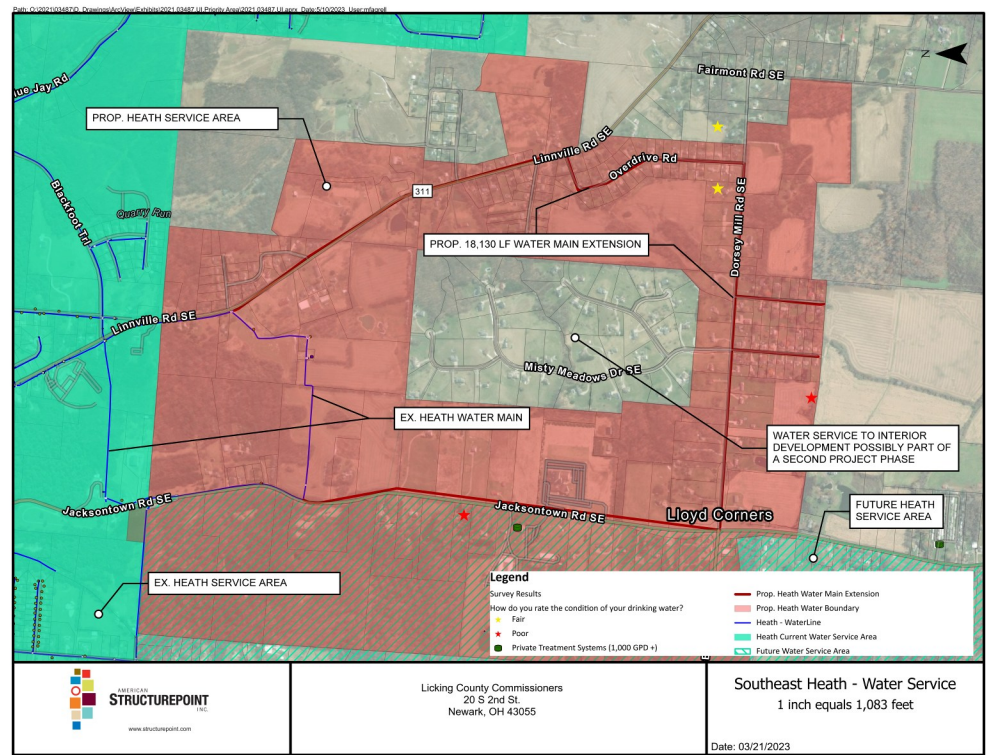 Path: O:\2021\03487\D. Drawings\ArcView\Exhibits\2021.03487.UI.Priority Area\2021.03487.UI.aprx Date:5/10/2023 User:mfagrell
N
Fairmont Rd SE
lue Jay Rd
PROP. HEATH SERVICE AREA
Linnville Rd SE
Overdrive Rd
311
Blackfoot Trl
Quarry Run
PROP. 18,130 LF WATER MAIN EXTENSION
Dorsey Mill Rd SE
Linnville Rd SE
Misty Meadows Dr SE
EX. HEATH WATER MAIN
WATER SERVICE TO INTERIOR
DEVELOPMENT POSSIBLY PART OF
A SECOND PROJECT PHASE
Jacksontown Rd SE
Jacksontown Rd SE
Lloyd Corners
FUTURE HEATH
SERVICE AREA
EX. HEATH SERVICE AREA
Legend
Survey Results
How do you rate the condition of your drinking water?
Fair
Poor
Private Treatment Systems (1,000 GPD +)
Prop. Heath Water Main Extension
Prop. Heath Water Boundary
Heath - WaterLine
Heath Current Water Service Area
Future Water Service Area
AMERICAN
STRUCTUREPOINT
INC.
www.structurepoint.com
Licking County Commissioners
20 S 2nd St.
Newark, OH 43055
Southeast Heath - Water Service
1 inch equals 1,083 feet
Date: 03/21/2023